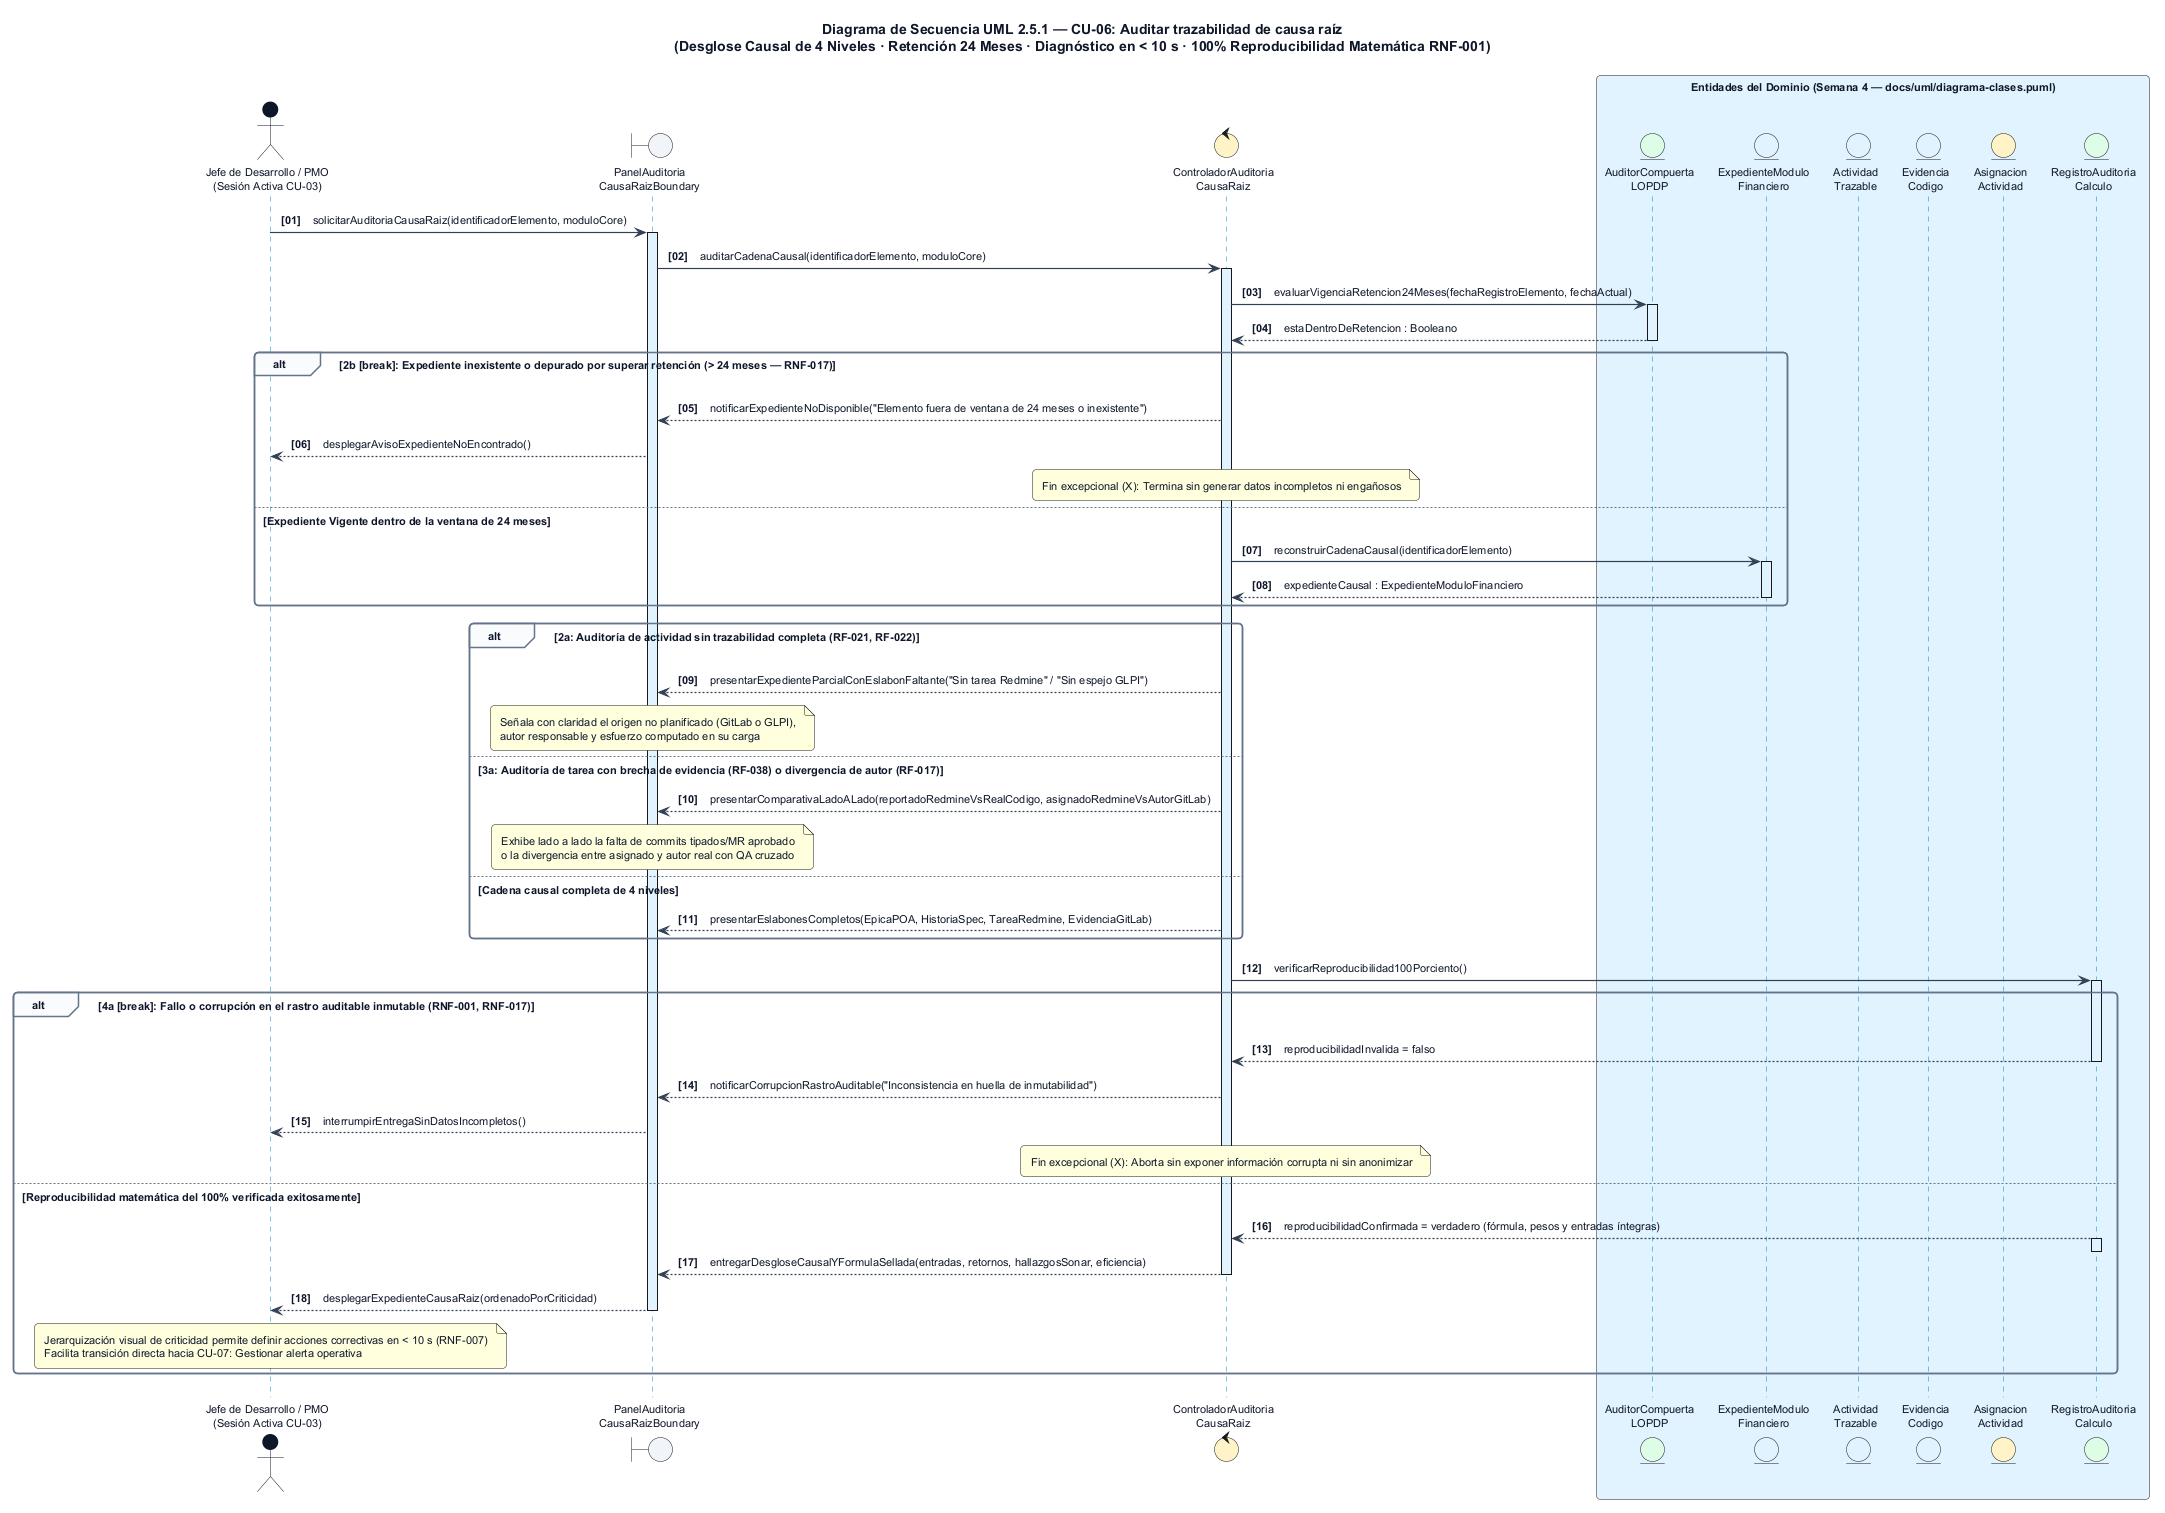 Diagrama de Secuencia UML 2.5.1 — CU-06: Auditar trazabilidad de causa raíz
(Desglose Causal de 4 Niveles · Retención 24 Meses · Diagnóstico en < 10 s · 100% Reproducibilidad Matemática RNF-001)
Entidades del Dominio (Semana 4 — docs/uml/diagrama-clases.puml)
Jefe de Desarrollo / PMO
(Sesión Activa CU-03)
PanelAuditoria
CausaRaizBoundary
ControladorAuditoria
CausaRaiz
AuditorCompuerta
LOPDP
ExpedienteModulo
Financiero
Actividad
Trazable
Evidencia
Codigo
Asignacion
Actividad
RegistroAuditoria
Calculo
[01] solicitarAuditoriaCausaRaiz(identificadorElemento, moduloCore)
[02] auditarCadenaCausal(identificadorElemento, moduloCore)
[03] evaluarVigenciaRetencion24Meses(fechaRegistroElemento, fechaActual)
[04] estaDentroDeRetencion : Booleano
alt [2b [break]: Expediente inexistente o depurado por superar retención (> 24 meses — RNF-017)]
[05] notificarExpedienteNoDisponible("Elemento fuera de ventana de 24 meses o inexistente")
[06] desplegarAvisoExpedienteNoEncontrado()
Fin excepcional (X): Termina sin generar datos incompletos ni engañosos
[Expediente Vigente dentro de la ventana de 24 meses]
[07] reconstruirCadenaCausal(identificadorElemento)
[08] expedienteCausal : ExpedienteModuloFinanciero
alt [2a: Auditoría de actividad sin trazabilidad completa (RF-021, RF-022)]
[09] presentarExpedienteParcialConEslabonFaltante("Sin tarea Redmine" / "Sin espejo GLPI")
Señala con claridad el origen no planificado (GitLab o GLPI),
autor responsable y esfuerzo computado en su carga
[3a: Auditoría de tarea con brecha de evidencia (RF-038) o divergencia de autor (RF-017)]
[10] presentarComparativaLadoALado(reportadoRedmineVsRealCodigo, asignadoRedmineVsAutorGitLab)
Exhibe lado a lado la falta de commits tipados/MR aprobado
o la divergencia entre asignado y autor real con QA cruzado
[Cadena causal completa de 4 niveles]
[11] presentarEslabonesCompletos(EpicaPOA, HistoriaSpec, TareaRedmine, EvidenciaGitLab)
[12] verificarReproducibilidad100Porciento()
alt [4a [break]: Fallo o corrupción en el rastro auditable inmutable (RNF-001, RNF-017)]
[13] reproducibilidadInvalida = falso
[14] notificarCorrupcionRastroAuditable("Inconsistencia en huella de inmutabilidad")
[15] interrumpirEntregaSinDatosIncompletos()
Fin excepcional (X): Aborta sin exponer información corrupta ni sin anonimizar
[Reproducibilidad matemática del 100% verificada exitosamente]
[16] reproducibilidadConfirmada = verdadero (fórmula, pesos y entradas íntegras)
[17] entregarDesgloseCausalYFormulaSellada(entradas, retornos, hallazgosSonar, eficiencia)
[18] desplegarExpedienteCausaRaiz(ordenadoPorCriticidad)
Jerarquización visual de criticidad permite definir acciones correctivas en < 10 s (RNF-007)
Facilita transición directa hacia CU-07: Gestionar alerta operativa
Jefe de Desarrollo / PMO
(Sesión Activa CU-03)
PanelAuditoria
CausaRaizBoundary
ControladorAuditoria
CausaRaiz
AuditorCompuerta
LOPDP
ExpedienteModulo
Financiero
Actividad
Trazable
Evidencia
Codigo
Asignacion
Actividad
RegistroAuditoria
Calculo